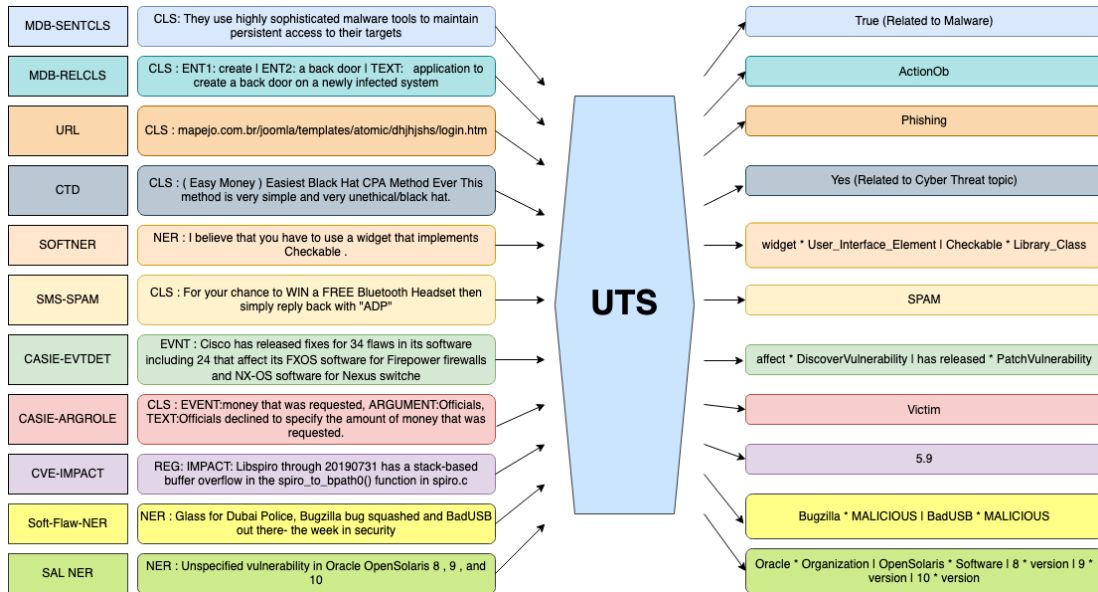 MDB-SENTCLS
CLS: They use highly sophisticated malware tools to maintain
persistent access to their targets
True (Related to Malware)
MDB-RELCLS
CLS : ENT1: create | ENT2: a back door | TEXT: application to
create a back door on a newly infected system
ActionOb
URL
CLS : mapejo.com.br/joomla/templates/atomic/dhjhjshs/login.htm
Phishing
CTD
CLS : ( Easy Money ) Easiest Black Hat CPA Method Ever This
method is very simple and very unethical/black hat.
Yes (Related to Cyber Threat topic)
SOFTNER
NER : I believe that you have to use a widget that implements
Checkable .
widget * User_Interface_Element | Checkable * Library_Class
SMS-SPAM
CLS : For your chance to WIN a FREE Bluetooth Headset then
simply reply back with "ADP"
UTS
SPAM
CASIE-EVTDET
EVNT : Cisco has released fixes for 34 flaws in its software
including 24 that affect its FXOS software for Firepower firewalls
and NX-OS software for Nexus switche
affect * DiscoverVulnerability | has released * PatchVulnerability
CASIE-ARGROLE
CLS : EVENT:money that was requested, ARGUMENT:Officials,
TEXT:Officials declined to specify the amount of money that was
requested.
Victim
CVE-IMPACT
REG: IMPACT: Libspiro through 20190731 has a stack-based
buffer overflow in the spiro_to_bpath0() function in spiro.c
5.9
Soft-Flaw-NER
NER : Glass for Dubai Police, Bugzilla bug squashed and BadUSB
out there- the week in security
Bugzilla * MALICIOUS | BadUSB * MALICIOUS
SAL NER
NER : Unspecified vulnerability in Oracle OpenSolaris 8 , 9 , and
10
Oracle * Organization | OpenSolaris * Software | 8 * version | 9 *
version | 10 * version